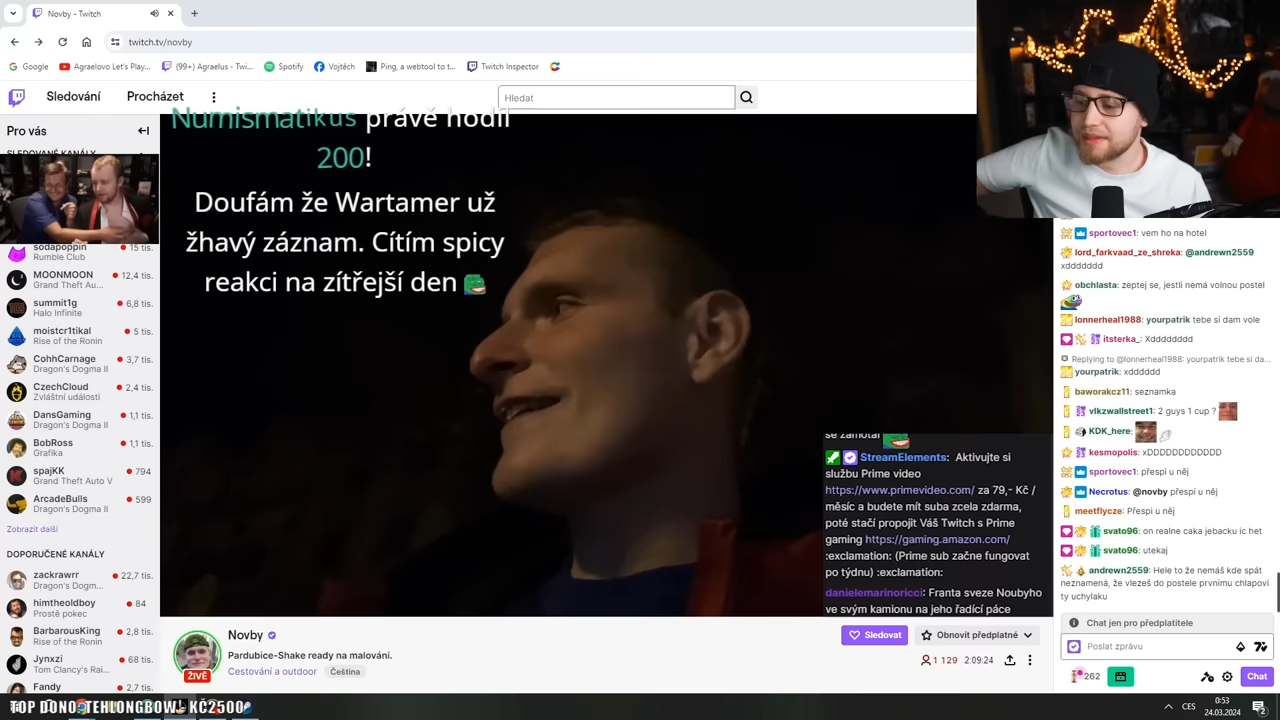 Novby - Twitch
twitch.tv/novby
Google
Agraelovo Let's Play...
(99+) Agraelus - Twi...
Spotify
Vojtěch
Ping, a webtool to t...
Twitch Inspector
Sledování
Procházet
Hledat
Pro vás
SLEDOVANÉ KANÁLY
sodapoppin
15 tis.
Rumble Club
MOONMOON
12,4 tis.
Grand Theft Au...
summit1g
6,8 tis.
Halo Infinite
moistcr1tikal
5 tis.
Rise of the Ronin
CohhCarnage
3,7 tis.
Dragon's Dogma II
CzechCloud
2,4 tis.
Zvláštní události
DansGaming
1,1 tis.
Dragon's Dogma II
BobRoss
1,1 tis.
Grafika
spajKK
794
Grand Theft Auto V
ArcadeBulls
599
Dragon's Dogma II
Zobrazit další
DOPORUČENÉ KANÁLY
zackrawrr
22,7 tis.
Dragon's Dogm...
himtheoldboy
84
Prostě pokec
BarbarousKing
2,8 tis.
Rise of the Ronin
Jynxzi
68 tis.
Tom Clancy's Rai...
Fandy
2,7 tis.
Numismatikus právě hodil
200!
Doufám že Wartamer už
žhavý záznam. Cítím spicy
reakci na zítřejší den
se zamotal
StreamElements: Aktivujte si
službu Prime video
https://www.primevideo.com/ za 79,- Kč /
měsíc a budete mít suba zcela zdarma,
poté stačí propojit Váš Twitch s Prime
gaming https://gaming.amazon.com/
:exclamation: (Prime sub začne fungovat
po týdnu) :exclamation:
danielemarinoricci: Franta sveze Noubyho
ve svým kamionu na jeho řadící páce
Novby
Pardubice-Shake ready na malování.
Cestování a outdoor
Čeština
ŽIVĚ
Sledovat
Obnovit předplatné
1 129
2:09:24
sportovec1: vem ho na hotel
lord_farkvaad_ze_shreka: @andrewn2559
xddddddd
obchlasta: zeptej se, jestli nemá volnou postel
lonnerheal1988: yourpatrik tebe si dam vole
itsterka_: Xdddddddd
Replying to @lonnerheal1988: yourpatrik tebe si da...
yourpatrik: xdddddd
baworakcz11: seznamka
vlkzwallstreet1: 2 guys 1 cup ?
KDK_here:
kesmopolis: xDDDDDDDDDDDD
sportovec1: přespi u něj
Necrotus: @novby přespí u něj
meetflycze: Přespi u něj
svato96: on realne caka jebacku ic het
svato96: utekaj
andrewn2559: Hele to že nemáš kde spát
neznamená, že vlezeš do postele prvnímu chlapovi
ty uchylaku
Chat jen pro předplatitele
Poslat zprávu
262
Chat
TOP DONO:
KČ2500
CES
0:53
24.03.2024
2